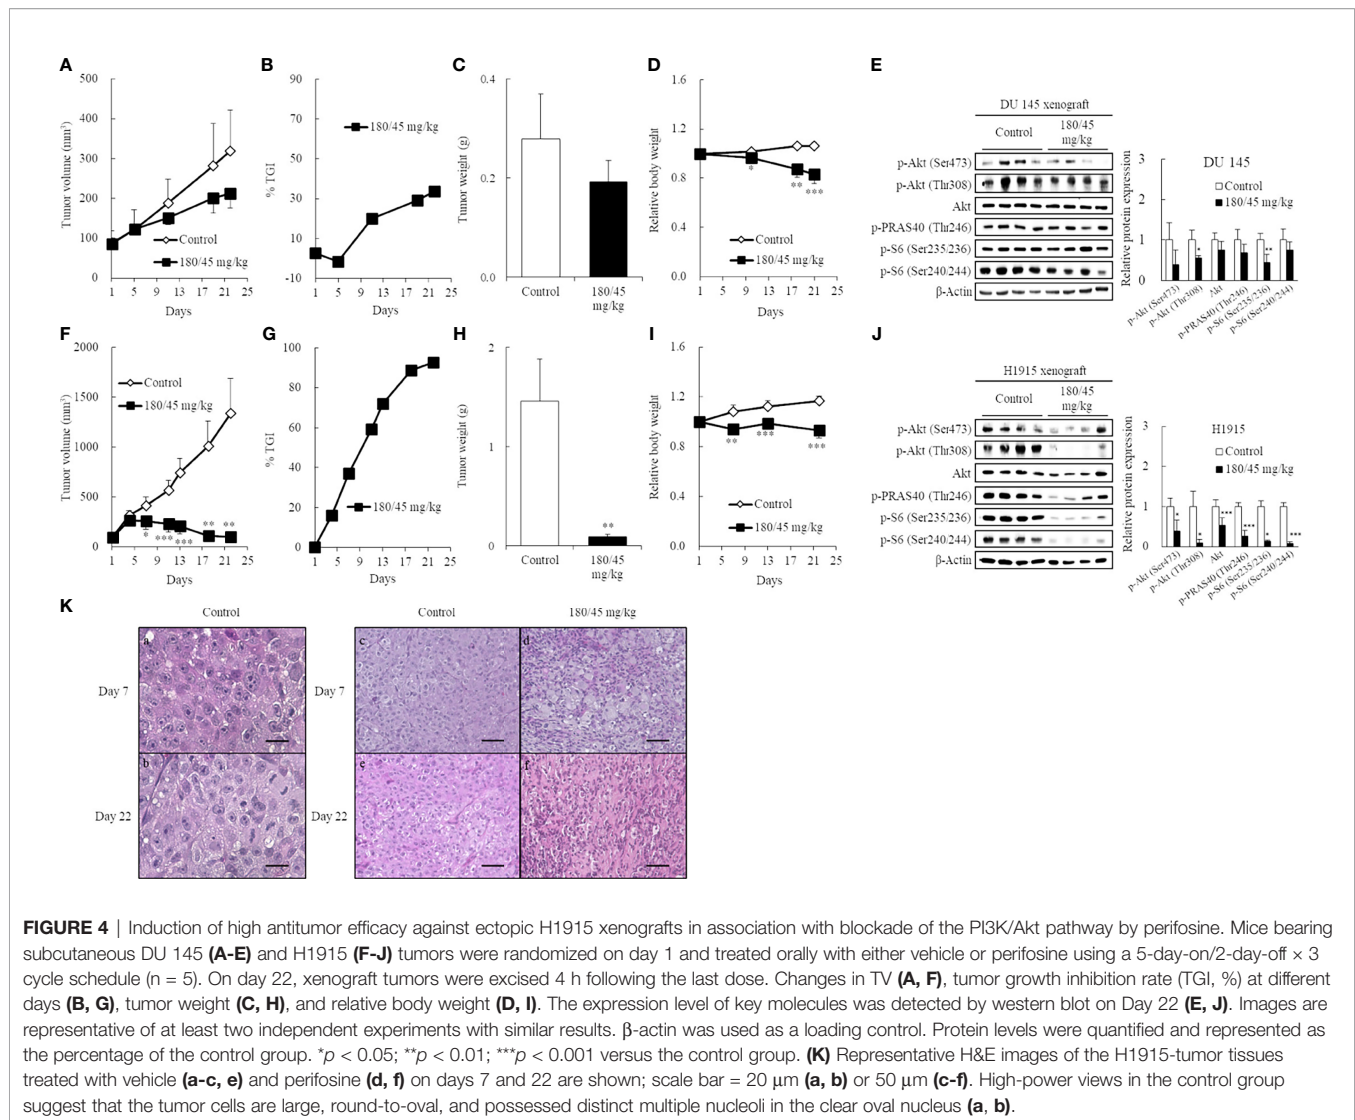 A
B
C
D
E
Tumor volume (mm³)
500
400
300
200
100
0
Control
180/45 mg/kg
1 5 9 13 17 21 25
Days
% TGI
90
70
50
30
10
-10
180/45 mg/kg
1 5 9 13 17 21 25
Days
Tumor weight (g)
0.4
0.2
0.0
Control
180/45
mg/kg
Relative body weight
1.6
1.2
0.8
0.4
0.0
*
**
***
Control
180/45 mg/kg
1 5 9 13 17 21 25
Days
DU 145 xenograft
Control
180/45
mg/kg
p-Akt (Ser473)
p-Akt (Thr308)
Akt
p-PRAS40 (Thr246)
p-S6 (Ser235/236)
p-S6 (Ser240/244)
β-Actin
Relative protein expression
3
2
1
0
DU 145
Control
180/45 mg/kg
*
**
p-Akt (Ser473)
p-Akt (Thr308)
Akt
p-PRAS40 (Thr246)
p-S6 (Ser235/236)
p-S6 (Ser240/244)
F
G
H
I
J
Tumor volume (mm³)
2000
1500
1000
500
0
Control
180/45 mg/kg
*
***
***
**
**
1 5 9 13 17 21 25
Days
% TGI
100
80
60
40
20
0
180/45 mg/kg
1 5 9 13 17 21 25
Days
Tumor weight (g)
2
1
0
**
Control
180/45
mg/kg
Relative body weight
1.6
1.2
0.8
0.4
0.0
**
***
***
Control
180/45 mg/kg
1 5 9 13 17 21 25
Days
H1915 xenograft
Control
180/45
mg/kg
p-Akt (Ser473)
p-Akt (Thr308)
Akt
p-PRAS40 (Thr246)
p-S6 (Ser235/236)
p-S6 (Ser240/244)
β-Actin
Relative protein expression
3
2
1
0
H1915
Control
180/45 mg/kg
*
*
***
***
*
***
p-Akt (Ser473)
p-Akt (Thr308)
Akt
p-PRAS40 (Thr246)
p-S6 (Ser235/236)
p-S6 (Ser240/244)
K
Control
Control
180/45 mg/kg
Day 7
a
Day 7
c
d
Day 22
b
Day 22
e
f
FIGURE 4 | Induction of high antitumor efficacy against ectopic H1915 xenografts in association with blockade of the PI3K/Akt pathway by perifosine. Mice bearing
subcutaneous DU 145 (A-E) and H1915 (F-J) tumors were randomized on day 1 and treated orally with either vehicle or perifosine using a 5-day-on/2-day-off × 3
cycle schedule (n = 5). On day 22, xenograft tumors were excised 4 h following the last dose. Changes in TV (A, F), tumor growth inhibition rate (TGI, %) at different
days (B, G), tumor weight (C, H), and relative body weight (D, I). The expression level of key molecules was detected by western blot on Day 22 (E, J). Images are
representative of at least two independent experiments with similar results. β-actin was used as a loading control. Protein levels were quantified and represented as
the percentage of the control group. *p < 0.05; **p < 0.01; ***p < 0.001 versus the control group. (K) Representative H&E images of the H1915-tumor tissues
treated with vehicle (a-c, e) and perifosine (d, f) on days 7 and 22 are shown; scale bar = 20 μm (a, b) or 50 μm (c-f). High-power views in the control group
suggest that the tumor cells are large, round-to-oval, and possessed distinct multiple nucleoli in the clear oval nucleus (a, b).